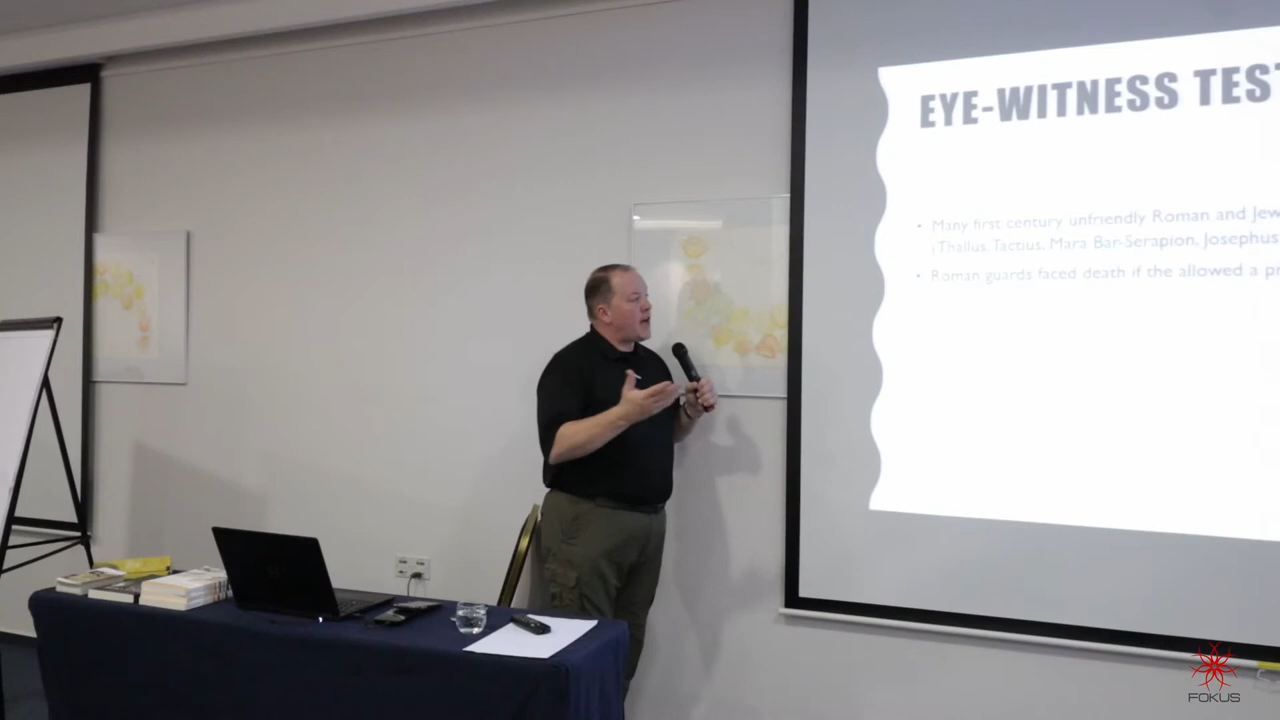 EYE-WITNESS TES
• Many first century unfriendly Roman and Jew
(Thallus, Tactius, Mara Bar-Serapion, Josephus
• Roman guards faced death if the allowed a pr
FOKUS